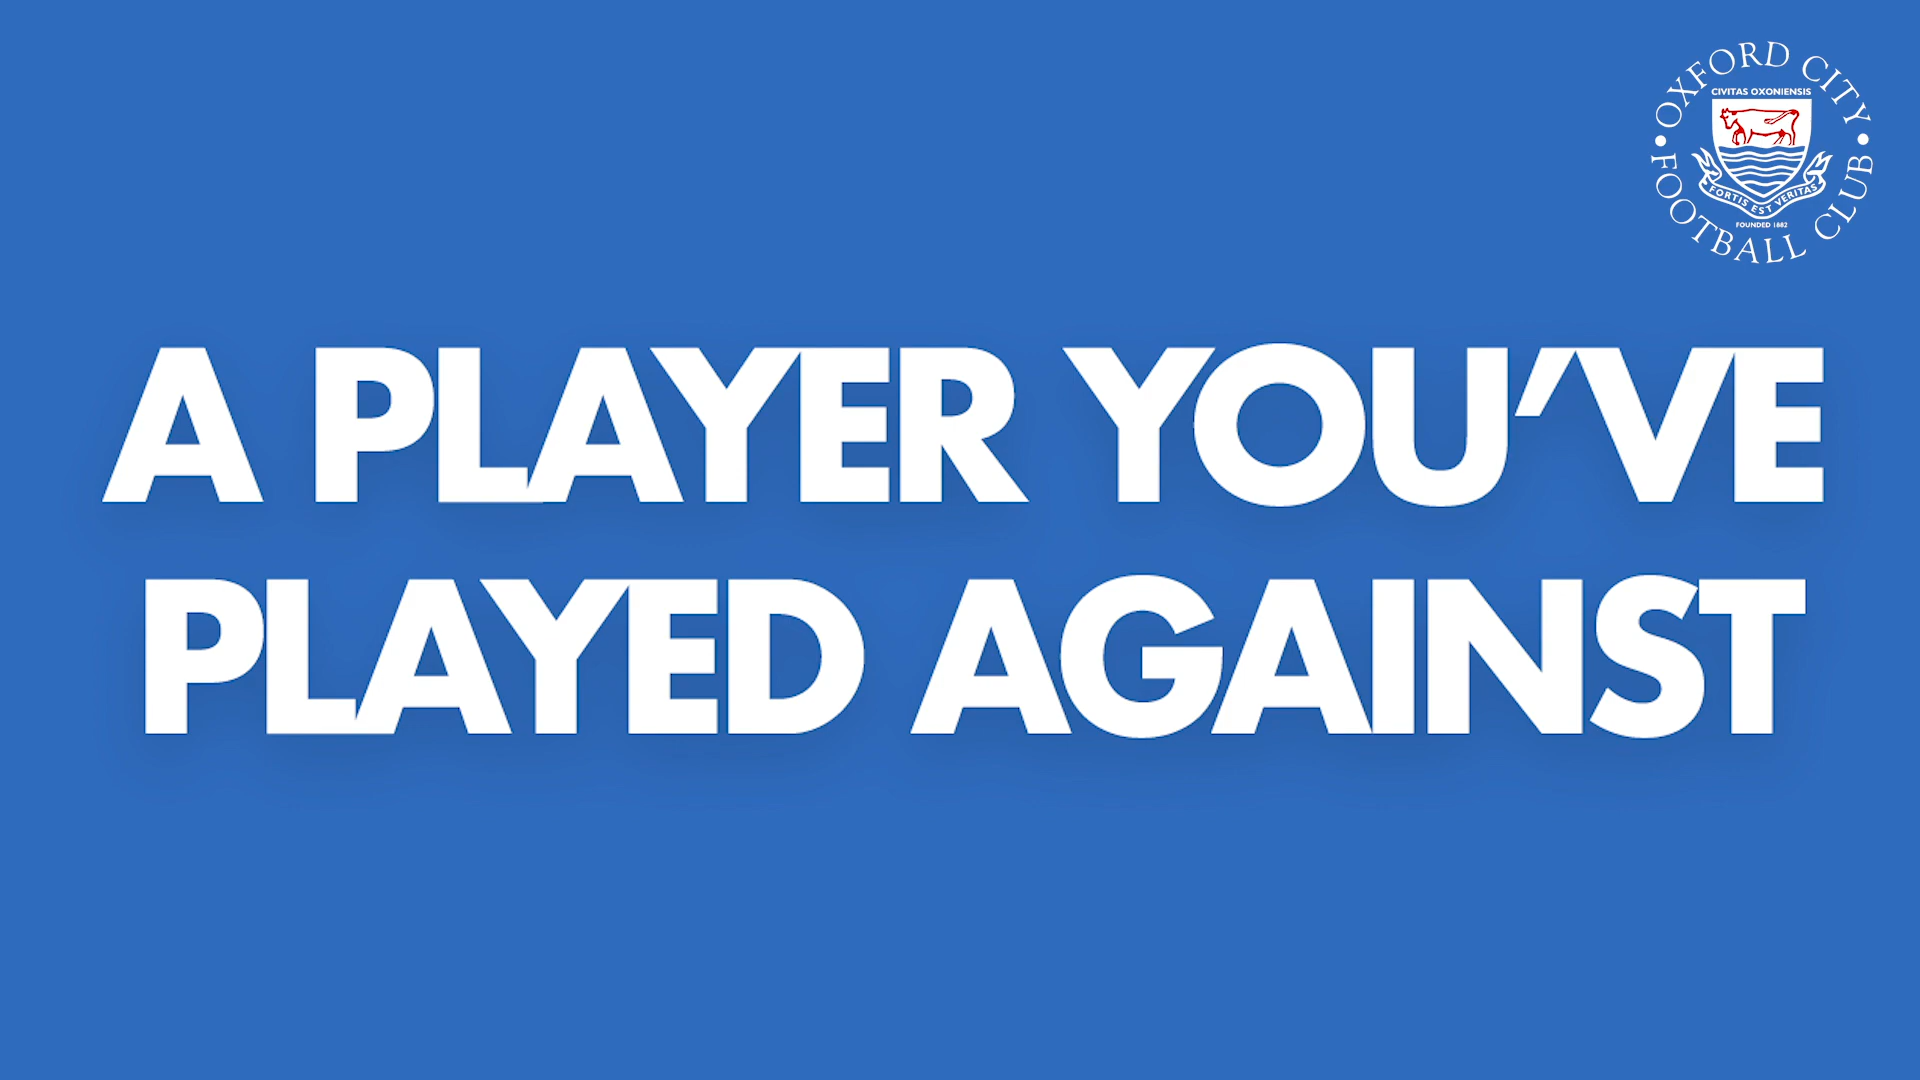 OXFORD CITY
CIVITAS OXONIENSIS
FORTIS EST VERITAS
FOUNDED 1882
FOOTBALL CLUB
A PLAYER YOU’VE
PLAYED AGAINST